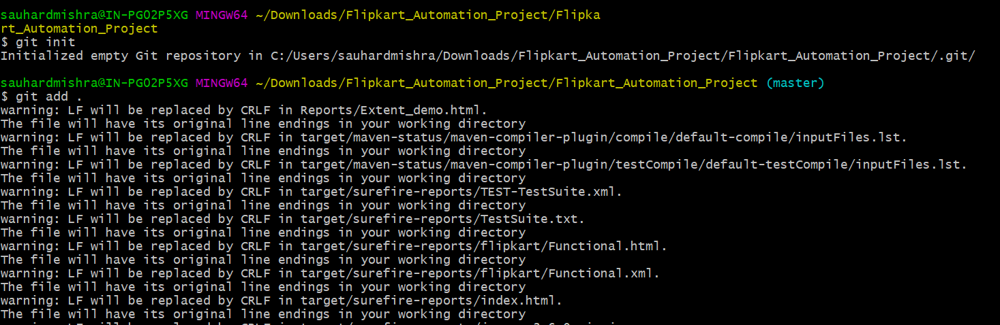 sauhardmishra@IN-PG02P5XG MINGW64 ~/Downloads/Flipkart_Automation_Project/Flipka
rt_Automation_Project
$ git init
Initialized empty Git repository in C:/Users/sauhardmishra/Downloads/Flipkart_Automation_Project/Flipkart_Automation_Project/.git/
sauhardmishra@IN-PG02P5XG MINGW64 ~/Downloads/Flipkart_Automation_Project/Flipkart_Automation_Project (master)
$ git add .
warning: LF will be replaced by CRLF in Reports/Extent_demo.html.
The file will have its original line endings in your working directory
warning: LF will be replaced by CRLF in target/maven-status/maven-compiler-plugin/compile/default-compile/inputFiles.lst.
The file will have its original line endings in your working directory
warning: LF will be replaced by CRLF in target/maven-status/maven-compiler-plugin/testCompile/default-testCompile/inputFiles.lst.
The file will have its original line endings in your working directory
warning: LF will be replaced by CRLF in target/surefire-reports/TEST-TestSuite.xml.
The file will have its original line endings in your working directory
warning: LF will be replaced by CRLF in target/surefire-reports/TestSuite.txt.
The file will have its original line endings in your working directory
warning: LF will be replaced by CRLF in target/surefire-reports/flipkart/Functional.html.
The file will have its original line endings in your working directory
warning: LF will be replaced by CRLF in target/surefire-reports/flipkart/Functional.xml.
The file will have its original line endings in your working directory
warning: LF will be replaced by CRLF in target/surefire-reports/index.html.
The file will have its original line endings in your working directory